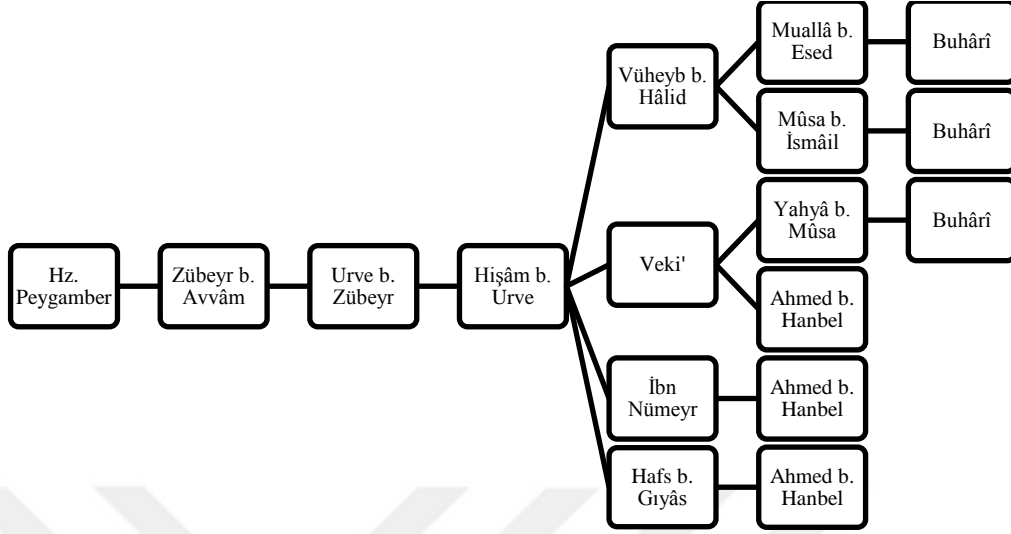 Hz.
Peygamber
Zübeyr b.
Avvâm
Urve b.
Zübeyr
Hişâm b.
Urve
Vüheyb b.
Hâlid
Muallâ b.
Esed
Buhârî
Mûsa b.
İsmâil
Buhârî
Veki'
Yahyâ b.
Mûsa
Buhârî
Ahmed b.
Hanbel
İbn
Nümeyr
Ahmed b.
Hanbel
Hafs b.
Gıyâs
Ahmed b.
Hanbel